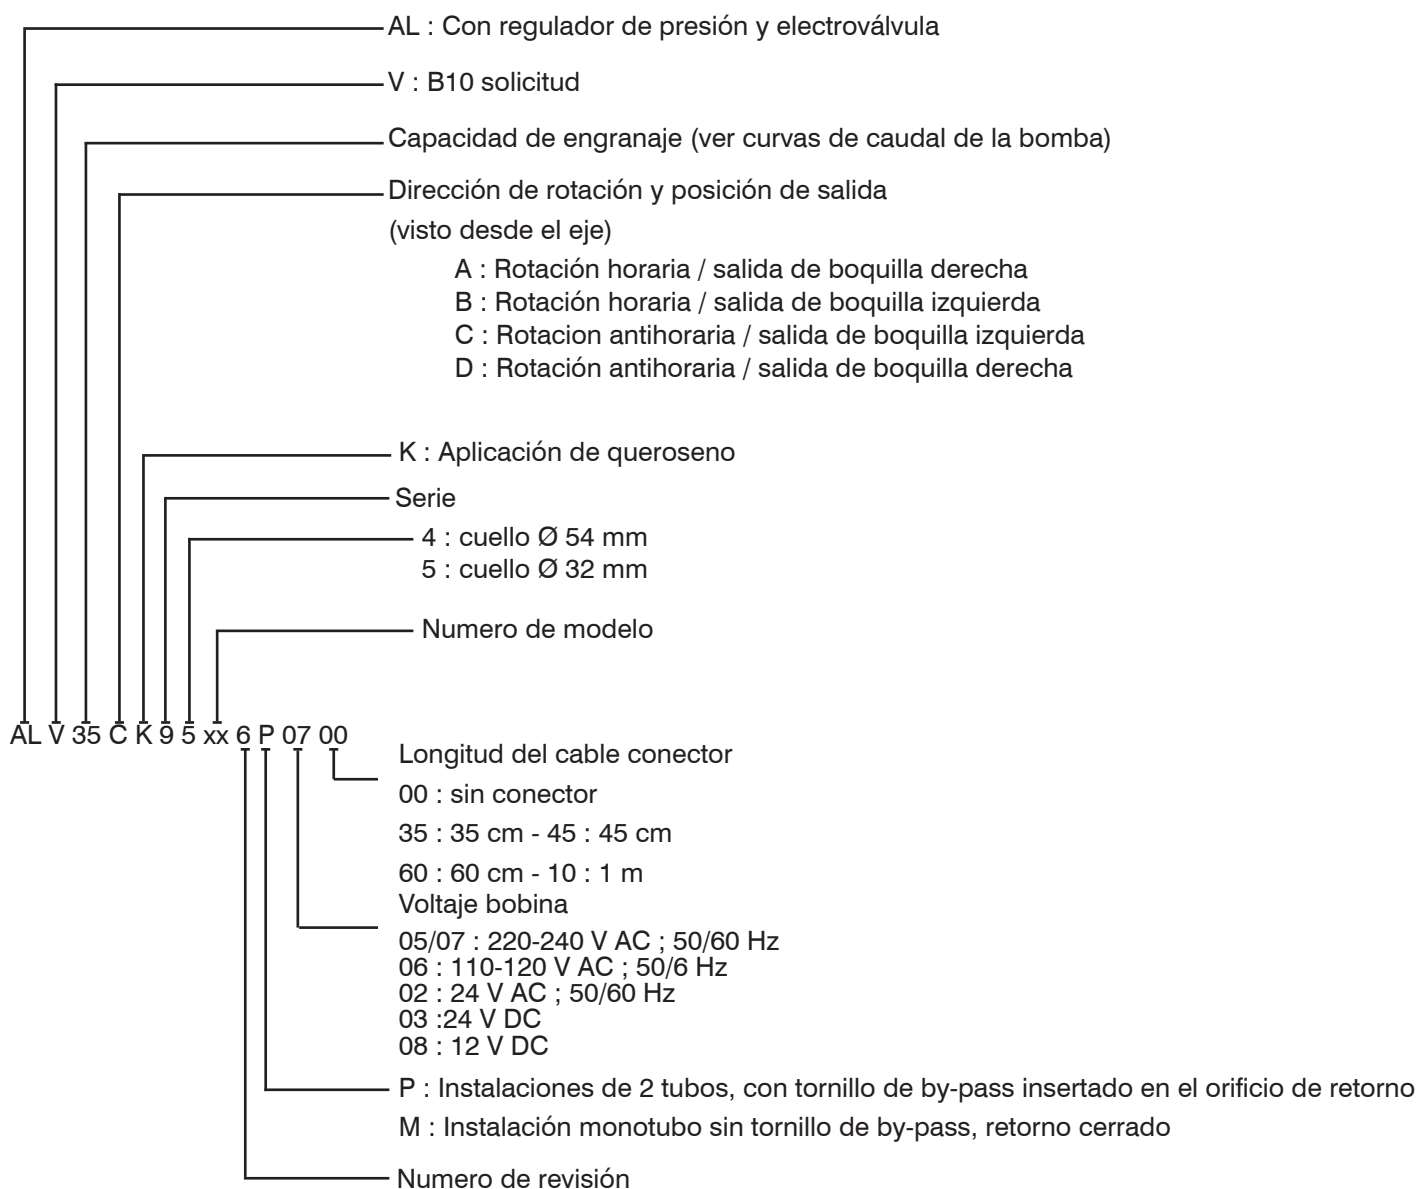 AL : Con regulador de presión y electroválvula
V : B10 solicitud
Capacidad de engranaje (ver curvas de caudal de la bomba)
Dirección de rotación y posición de salida
(visto desde el eje)
A : Rotación horaria / salida de boquilla derecha
B : Rotación horaria / salida de boquilla izquierda
C : Rotacion antihoraria / salida de boquilla izquierda
D : Rotación antihoraria / salida de boquilla derecha
K : Aplicación de queroseno
Serie
4 : cuello Ø 54 mm
5 : cuello Ø 32 mm
Numero de modelo
AL V 35 C K 9 5 xx 6 P 07 00
Longitud del cable conector
00 : sin conector
35 : 35 cm - 45 : 45 cm
60 : 60 cm - 10 : 1 m
Voltaje bobina
05/07 : 220-240 V AC ; 50/60 Hz
06 : 110-120 V AC ; 50/6 Hz
02 : 24 V AC ; 50/60 Hz
03 :24 V DC
08 : 12 V DC
P : Instalaciones de 2 tubos, con tornillo de by-pass insertado en el orificio de retorno
M : Instalación monotubo sin tornillo de by-pass, retorno cerrado
Numero de revisión